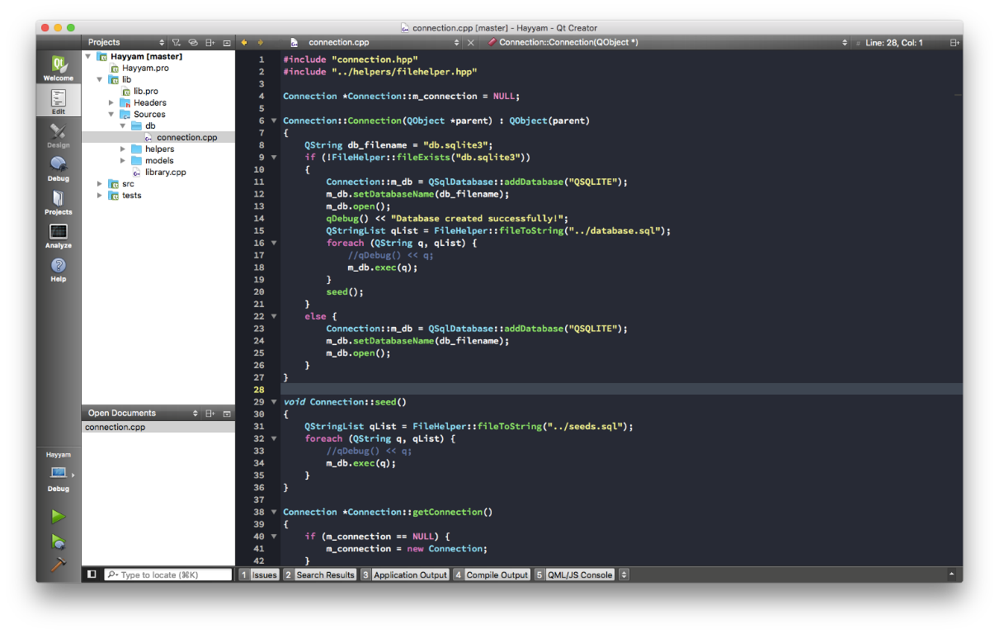 connection.cpp [master] - Hayyam - Qt Creator
Projects
connection.cpp
Connection::Connection(QObject *)
Line: 28, Col: 1
Welcome
Edit
Design
Debug
Projects
Analyze
Help
Hayyam
Debug
Hayyam [master]
Hayyam.pro
lib
lib.pro
Headers
Sources
db
connection.cpp
helpers
models
library.cpp
src
tests
Open Documents
connection.cpp
1 #include "connection.hpp"
2 #include "../helpers/filehelper.hpp"
3
4 Connection *Connection::m_connection = NULL;
5
6 Connection::Connection(QObject *parent) : QObject(parent)
7 {
8     QString db_filename = "db.sqlite3";
9     if (!FileHelper::fileExists("db.sqlite3"))
10     {
11         Connection::m_db = QSqlDatabase::addDatabase("QSQLITE");
12         m_db.setDatabaseName(db_filename);
13         m_db.open();
14         qDebug() << "Database created successfully!";
15         QStringList qList = FileHelper::fileToString("../database.sql");
16         foreach (QString q, qList) {
17             //qDebug() << q;
18             m_db.exec(q);
19         }
20         seed();
21     }
22     else {
23         Connection::m_db = QSqlDatabase::addDatabase("QSQLITE");
24         m_db.setDatabaseName(db_filename);
25         m_db.open();
26     }
27 }
28
29 void Connection::seed()
30 {
31     QStringList qList = FileHelper::fileToString("../seeds.sql");
32     foreach (QString q, qList) {
33         //qDebug() << q;
34         m_db.exec(q);
35     }
36 }
37
38 Connection *Connection::getConnection()
39 {
40     if (m_connection == NULL) {
41         m_connection = new Connection;
42     }
Type to locate (⌘K)
1 Issues
2 Search Results
3 Application Output
4 Compile Output
5 QML/JS Console